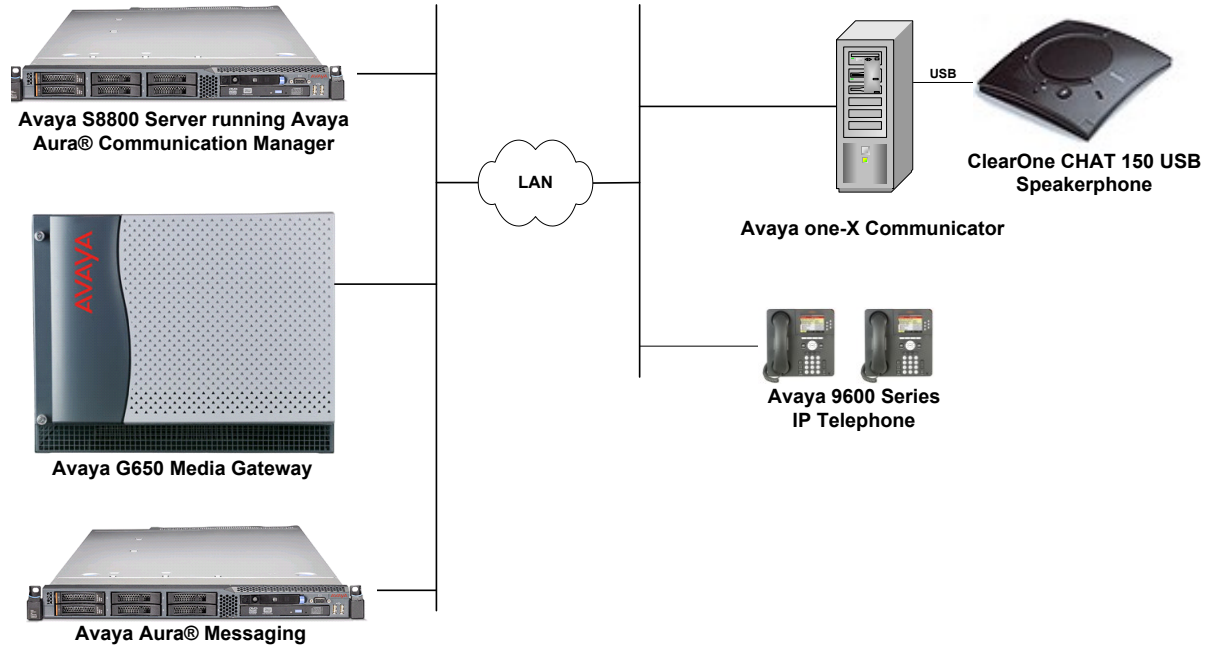 Avaya S8800 Server running Avaya
Aura® Communication Manager
AVAYA
Avaya G650 Media Gateway
Avaya Aura® Messaging
LAN
USB
ClearOne CHAT 150 USB
Speakerphone
Avaya one-X Communicator
Avaya 9600 Series
IP Telephone